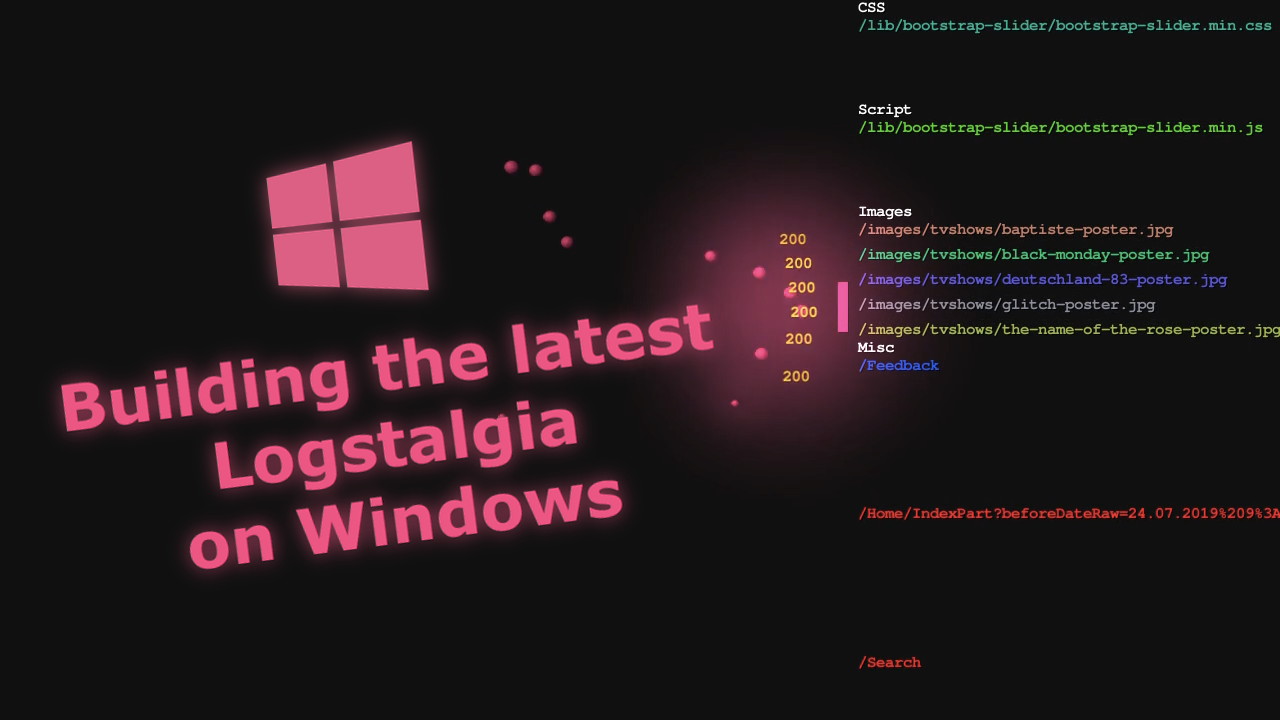 Building the latest
Logstalgia
on Windows
200
200
200
200
200
200
CSS
/lib/bootstrap-slider/bootstrap-slider.min.css
Script
/lib/bootstrap-slider/bootstrap-slider.min.js
Images
/images/tvshows/baptiste-poster.jpg
/images/tvshows/black-monday-poster.jpg
/images/tvshows/deutschland-83-poster.jpg
/images/tvshows/glitch-poster.jpg
/images/tvshows/the-name-of-the-rose-poster.jpg
Misc
/Feedback
/Home/IndexPart?beforeDateRaw=24.07.2019%209%3A
/Search